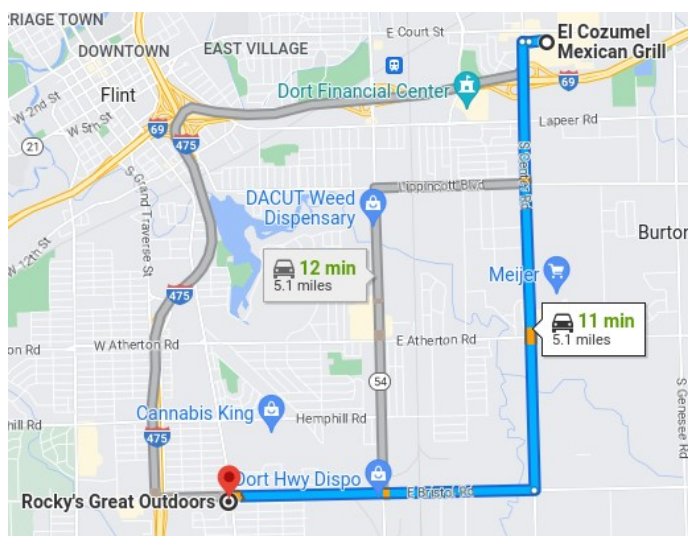 RRIAGE TOWN
DOWNTOWN
EAST VILLAGE
E Court St
El Cozumel
Mexican Grill
Flint
Dort Financial Center
W 2nd St
W 5th St
69
69
Lapeer Rd
21
475
S Grand Traverse St
S Center Rd
Lippincott Blvd
DACUT Weed
Dispensary
W 12th St
Burton
12 min
5.1 miles
Meijer
475
11 min
5.1 miles
on Rd
W Atherton Rd
E Atherton Rd
54
S Genesee Rd
Cannabis King
Hemphill Rd
hill Rd
475
Dort Hwy Dispo
Rocky's Great Outdoors
E Bristol Rd